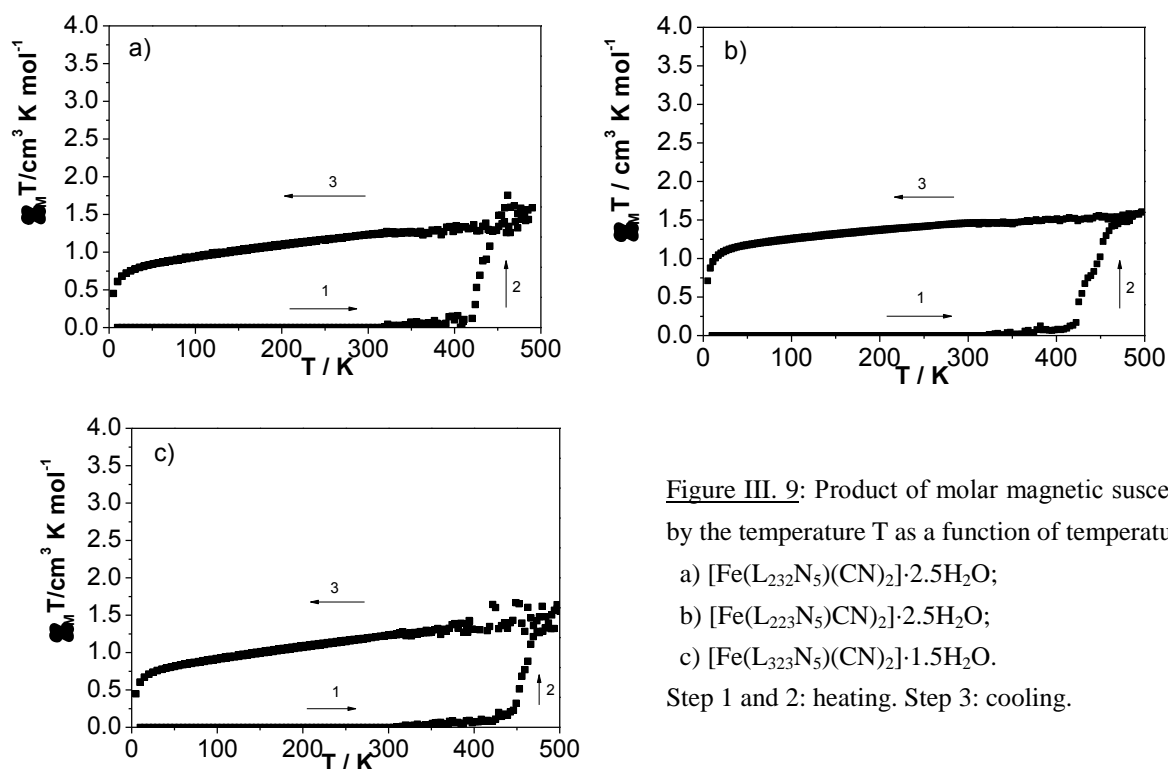 a)
4.0
3.5
3.0
2.5
2.0
1.5
1.0
0.5
0.0
MT/cm³ K mol⁻¹
3
1
2
0 100 200 300 400 500
T / K
b)
4.0
3.5
3.0
2.5
2.0
1.5
1.0
0.5
0.0
MT / cm³ K mol⁻¹
3
1
2
0 100 200 300 400 500
T / K
c)
4.0
3.5
3.0
2.5
2.0
1.5
1.0
0.5
0.0
MT/cm³ K mol⁻¹
3
1
2
0 100 200 300 400 500
T / K
Figure III. 9: Product of molar magnetic suscep
by the temperature T as a function of temperatu
a) [Fe(L₂₃₂N₅)(CN)₂]·2.5H₂O;
b) [Fe(L₂₂₃N₅)CN)₂]·2.5H₂O;
c) [Fe(L₃₂₃N₅)(CN)₂]·1.5H₂O.
Step 1 and 2: heating. Step 3: cooling.